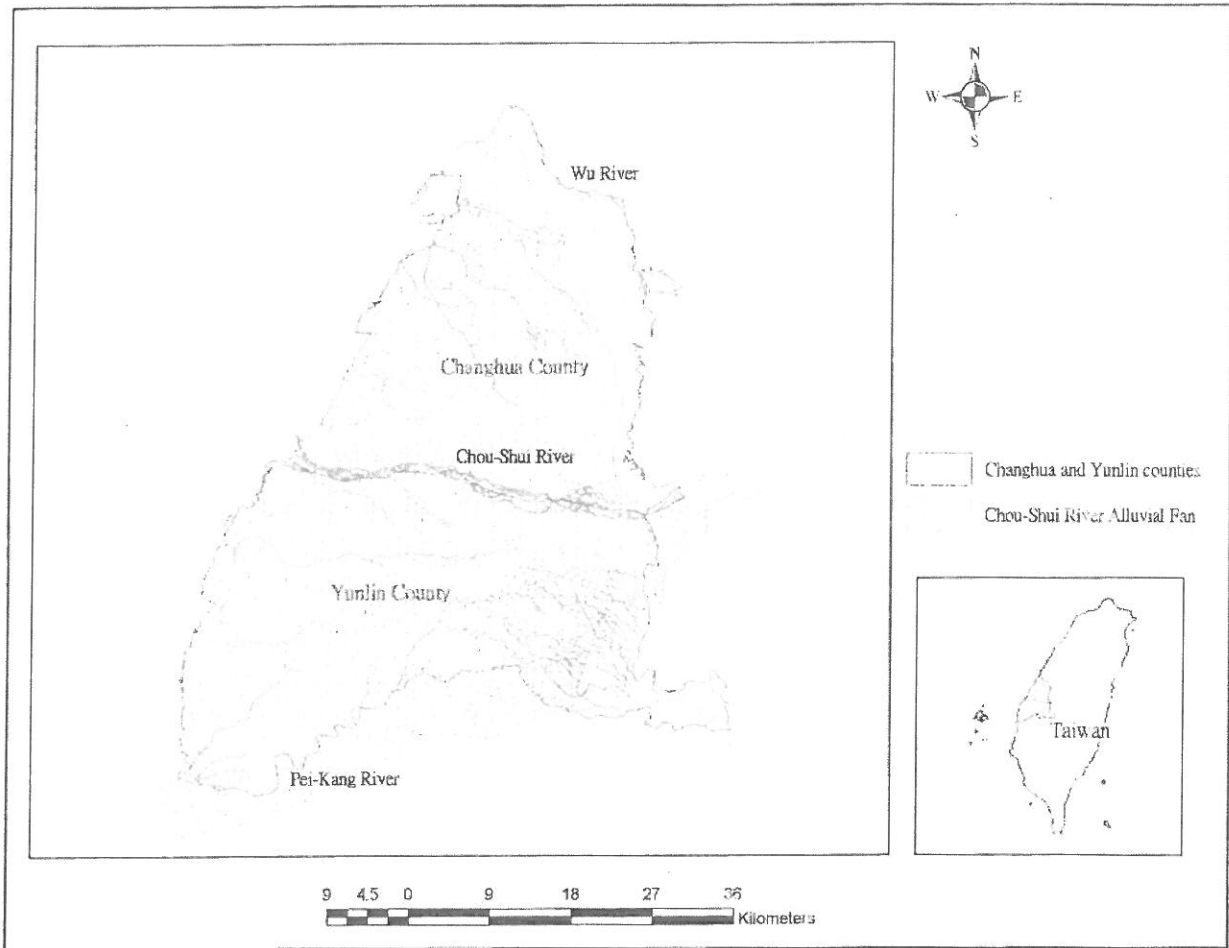 N
W E
S
Wu River
Changhua County
Chou-Shui River
Changhua and Yunlin counties
Chou-Shui River Alluvial Fan
Yunlin County
Taiwan
Pei-Kang River
9 4.5 0 9 18 27 36
Kilometers